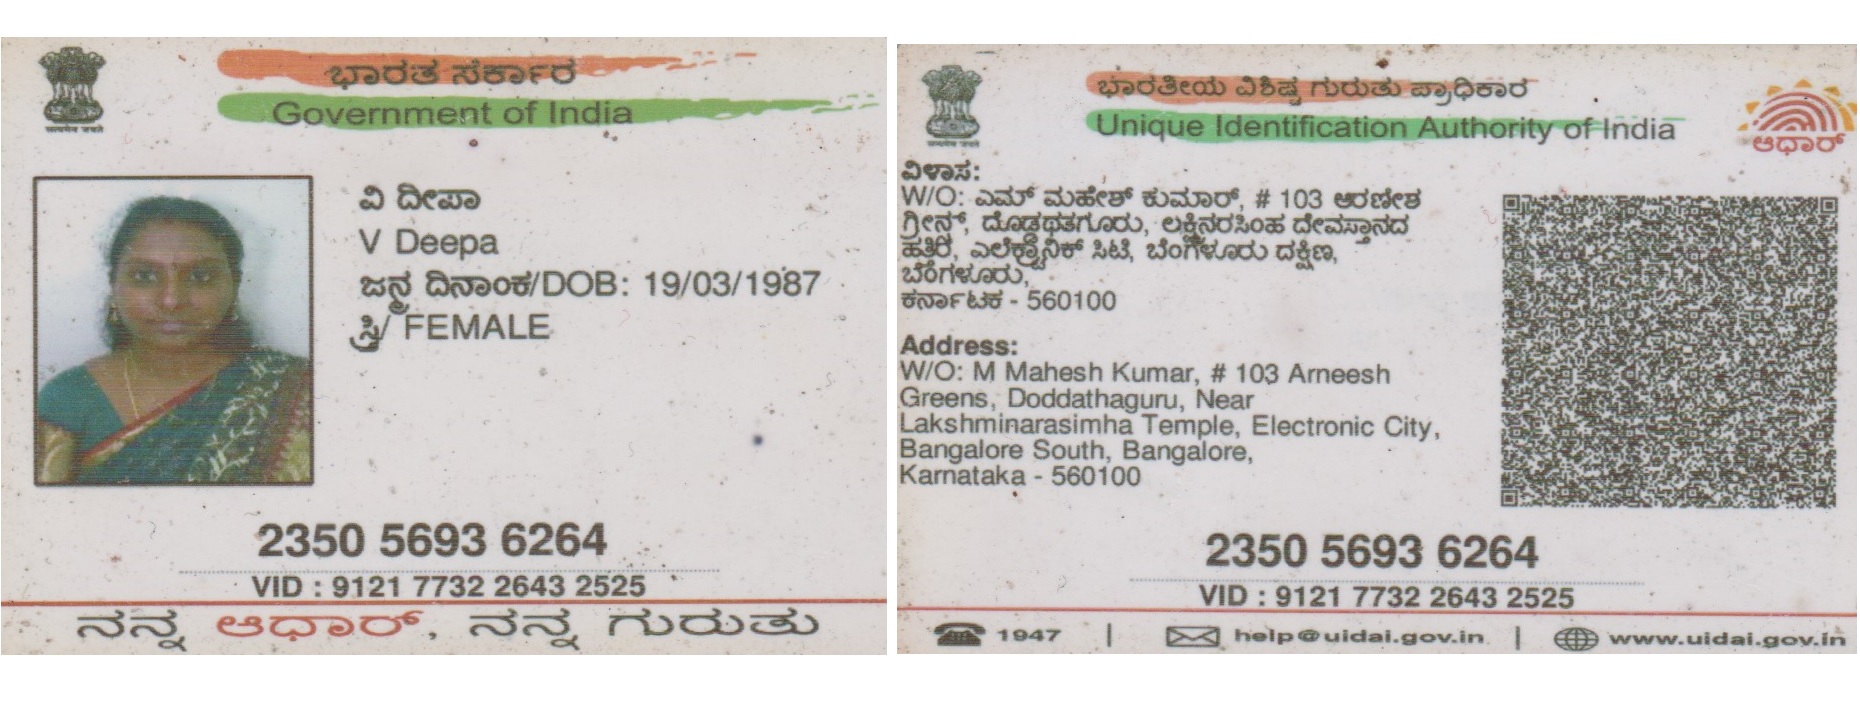 ಭಾರತ ಸರ್ಕಾರ
Government of India
ವಿ ದೀಪಾ
V Deepa
ಜನ್ಮ ದಿನಾಂಕ/DOB: 19/03/1987
ಸ್ತ್ರೀ/ FEMALE
2350 5693 6264
VID : 9121 7732 2643 2525
ನನ್ನ ಆಧಾರ್, ನನ್ನ ಗುರುತು
ಭಾರತೀಯ ವಿಶಿಷ್ಟ ಗುರುತು ಪ್ರಾಧಿಕಾರ
Unique Identification Authority of India
ಆಧಾರ್
ವಿಳಾಸ:
W/O: ಎಮ್ ಮಹೇಶ್ ಕುಮಾರ್, # 103 ಆರಣೀಶ
ಗ್ರೀನ್ಸ್, ದೊಡ್ಡಥತಗೂರು, ಲಕ್ಷ್ಮಿನರಸಿಂಹ ದೇವಸ್ತಾನದ
ಹತಿರ, ಎಲೆಕ್ಟ್ರಾನಿಕ್ ಸಿಟಿ, ಬೆಂಗಳೂರು ದಕ್ಷಿಣ,
ಬೆಂಗಳೂರು,
ಕರ್ನಾಟಕ - 560100
Address:
W/O: M Mahesh Kumar, # 103 Arneesh
Greens, Doddathaguru, Near
Lakshminarasimha Temple, Electronic City,
Bangalore South, Bangalore,
Karnataka - 560100
2350 5693 6264
VID : 9121 7732 2643 2525
1947 | help@uidai.gov.in | www.uidai.gov.in